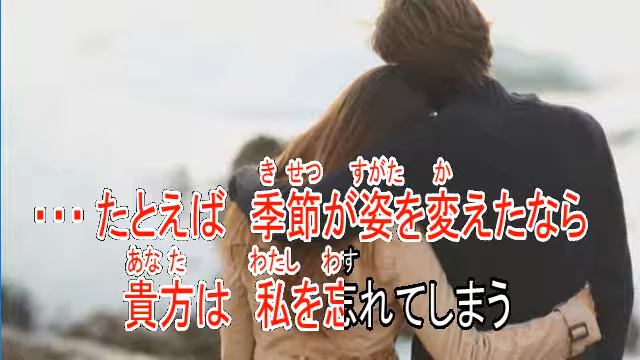 きせつ すがた か
・・・たとえば 季節が姿を変えたなら
あなた わたし わす
貴方は 私を忘れてしまう